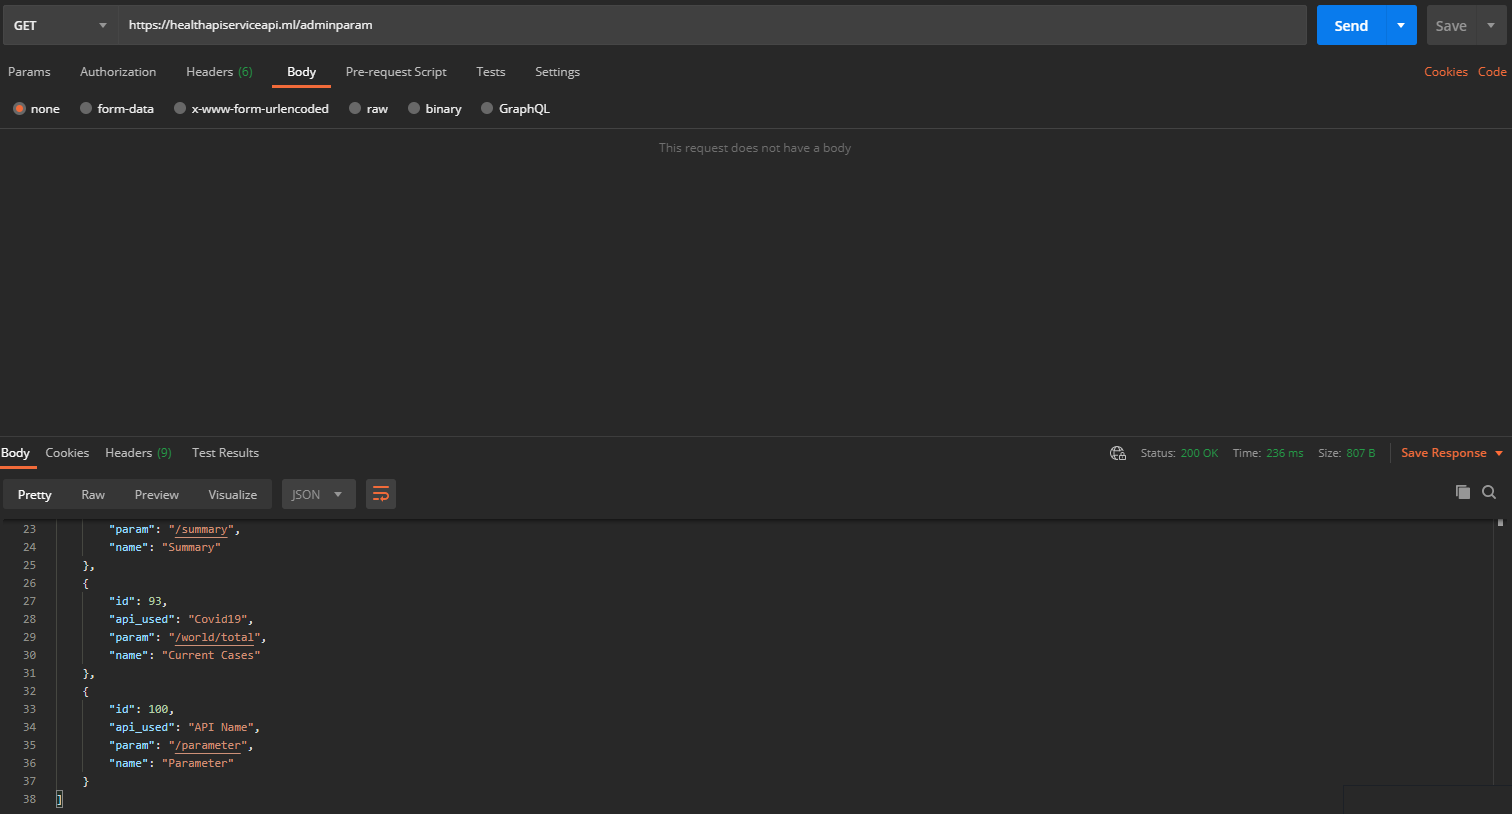 GET https://healthapiserviceapi.ml/adminparam Send Save
Params Authorization Headers (6) Body Pre-request Script Tests Settings Cookies Code
none form-data x-www-form-urlencoded raw binary GraphQL
This request does not have a body
Body Cookies Headers (9) Test Results Status: 200 OK Time: 236 ms Size: 807 B Save Response
Pretty Raw Preview Visualize JSON
23 "param": "/summary",
24 "name": "Summary"
25 },
26 {
27 "id": 93,
28 "api_used": "Covid19",
29 "param": "/world/total",
30 "name": "Current Cases"
31 },
32 {
33 "id": 100,
34 "api_used": "API Name",
35 "param": "/parameter",
36 "name": "Parameter"
37 }
38 ]